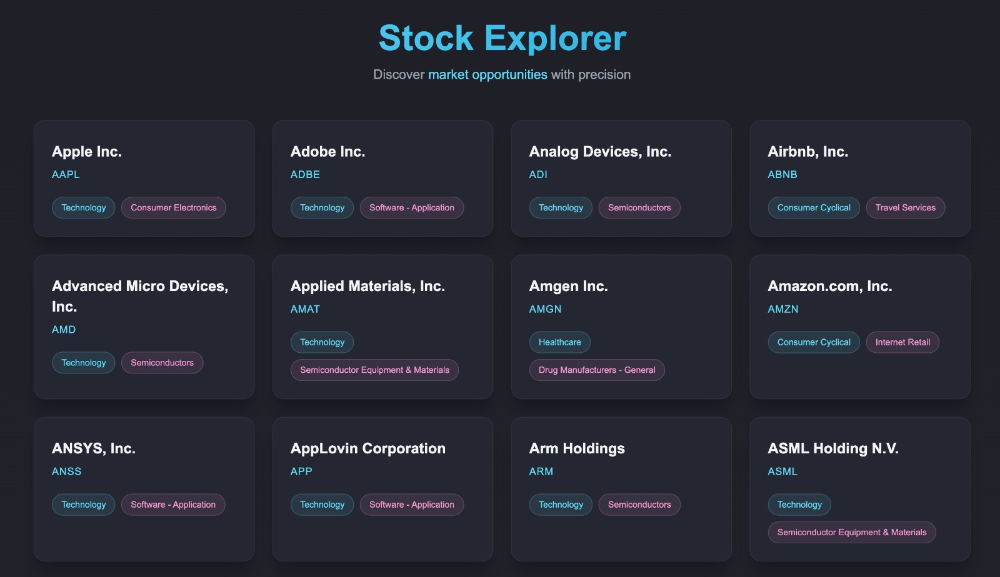 Stock Explorer
Discover market opportunities with precision
Apple Inc.
AAPL
Technology
Consumer Electronics
Adobe Inc.
ADBE
Technology
Software - Application
Analog Devices, Inc.
ADI
Technology
Semiconductors
Airbnb, Inc.
ABNB
Consumer Cyclical
Travel Services
Advanced Micro Devices,
Inc.
AMD
Technology
Semiconductors
Applied Materials, Inc.
AMAT
Technology
Semiconductor Equipment & Materials
Amgen Inc.
AMGN
Healthcare
Drug Manufacturers - General
Amazon.com, Inc.
AMZN
Consumer Cyclical
Internet Retail
ANSYS, Inc.
ANSS
Technology
Software - Application
AppLovin Corporation
APP
Technology
Software - Application
Arm Holdings
ARM
Technology
Semiconductors
ASML Holding N.V.
ASML
Technology
Semiconductor Equipment & Materials